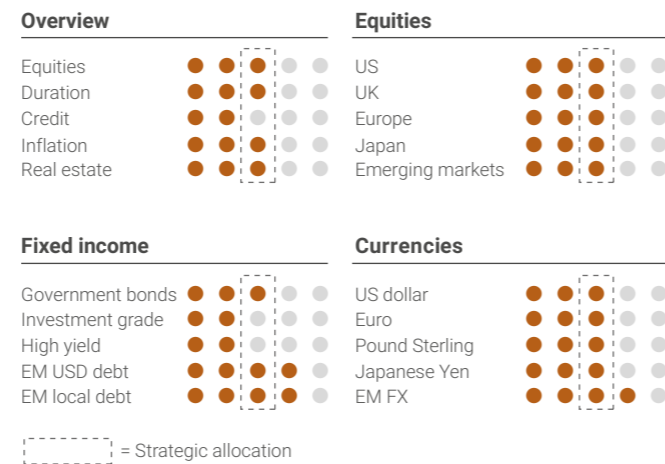 Overview
Equities
Duration
Credit
Inflation
Real estate
Equities
US
UK
Europe
Japan
Emerging markets
Fixed income
Government bonds
Investment grade
High yield
EM USD debt
EM local debt
Currencies
US dollar
Euro
Pound Sterling
Japanese Yen
EM FX
= Strategic allocation